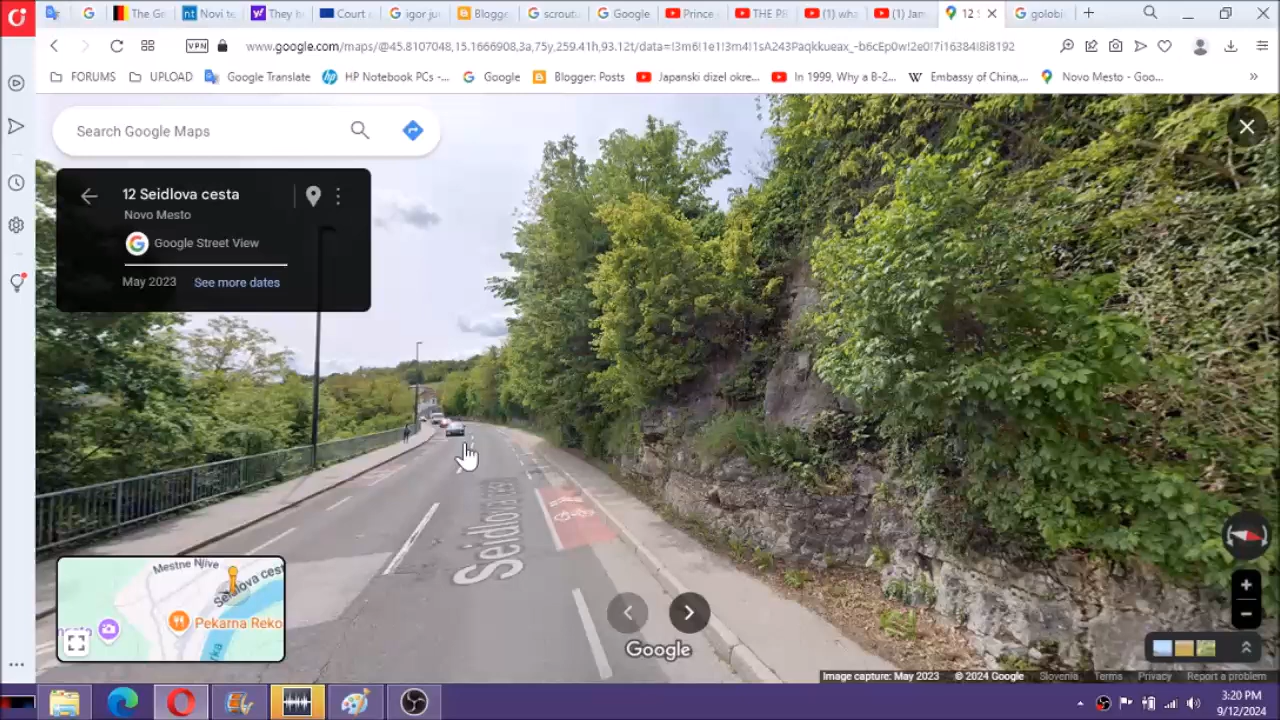 The G
Novi te
They h
Court
igor ju
Blogge
scrout
Google
Prince
THE P
(1) wha
(1) Jam
12 S
golobi
VPN
www.google.com/maps/@45.8107048,15.1666908,3a,75y,259.41h,93.12t/data=!3m6!1e1!3m4!1sA243Paqkkueax_-b6cEp0w!2e0!7i16384!8i8192
FORUMS
UPLOAD
Google Translate
HP Notebook PC -...
Google
Blogger: Posts
Japanski dizel okre...
In 1999, Why a B-2...
Embassy of China,...
Novo Mesto - Goo...
Search Google Maps
12 Seidlova cesta
Novo Mesto
Google Street View
May 2023 See more dates
Seidlova cesta
Mestne Njive
Seidlova ces
Pekarna Reko
Google
Image capture: May 2023 © 2024 Google Slovenia Terms Privacy Report a problem
3:20 PM
9/12/2024